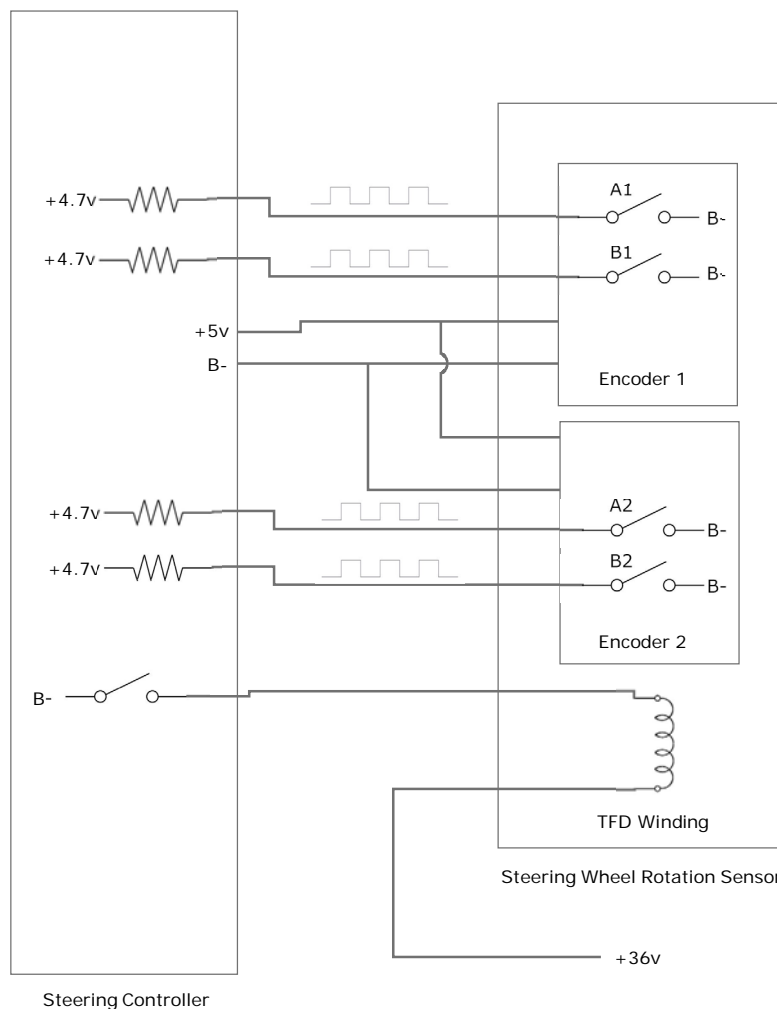 A1
+4.7v
B-
B1
+4.7v
B-
+5v
B-
Encoder 1
A2
+4.7v
B-
B2
+4.7v
B-
Encoder 2
B-
TFD Winding
Steering Wheel Rotation Sensor
+36v
Steering Controller